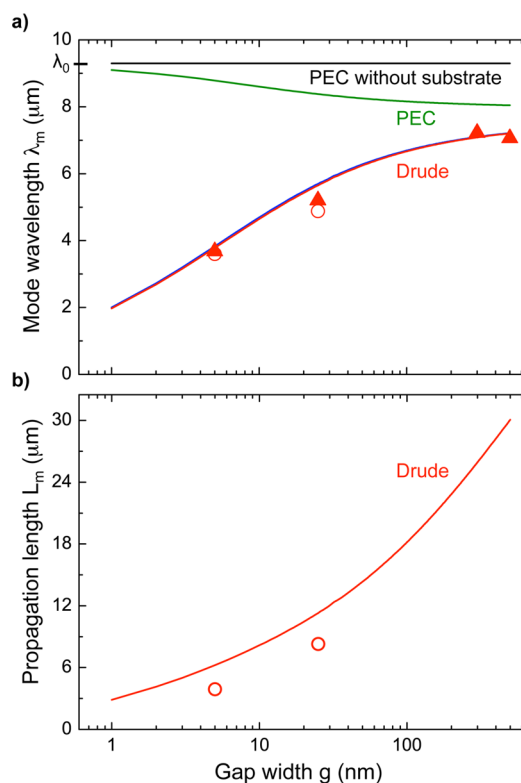 a)
10
λ0
PEC without substrate
8
PEC
6
Drude
4
2
0
Mode wavelength λm (μm)
b)
30
24
Drude
18
12
6
0
Propagation length Lm (μm)
1 10 100
Gap width g (nm)